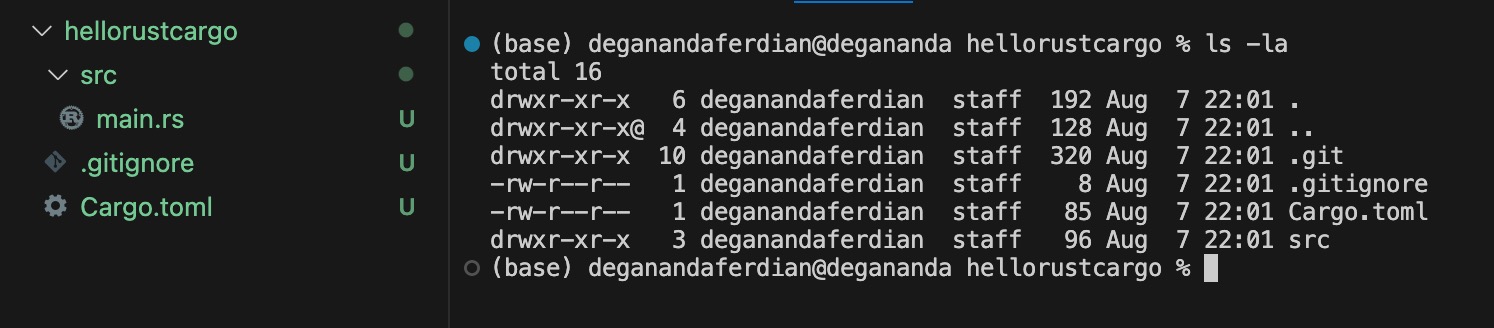 hellorustcargo
src
main.rs U
.gitignore U
Cargo.toml U
(base) deganandaferdian@degananda hellorustcargo % ls -la
total 16
drwxr-xr-x   6 deganandaferdian  staff  192 Aug  7 22:01 .
drwxr-xr-x@  4 deganandaferdian  staff  128 Aug  7 22:01 ..
drwxr-xr-x  10 deganandaferdian  staff  320 Aug  7 22:01 .git
-rw-r--r--   1 deganandaferdian  staff    8 Aug  7 22:01 .gitignore
-rw-r--r--   1 deganandaferdian  staff   85 Aug  7 22:01 Cargo.toml
drwxr-xr-x   3 deganandaferdian  staff   96 Aug  7 22:01 src
(base) deganandaferdian@degananda hellorustcargo %